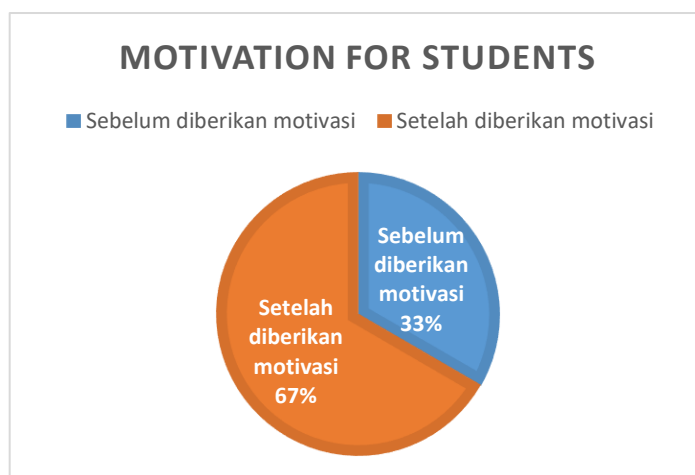 MOTIVATION FOR STUDENTS
Sebelum diberikan motivasi Setelah diberikan motivasi
Sebelum
diberikan
motivasi
33%
Setelah
diberikan
motivasi
67%